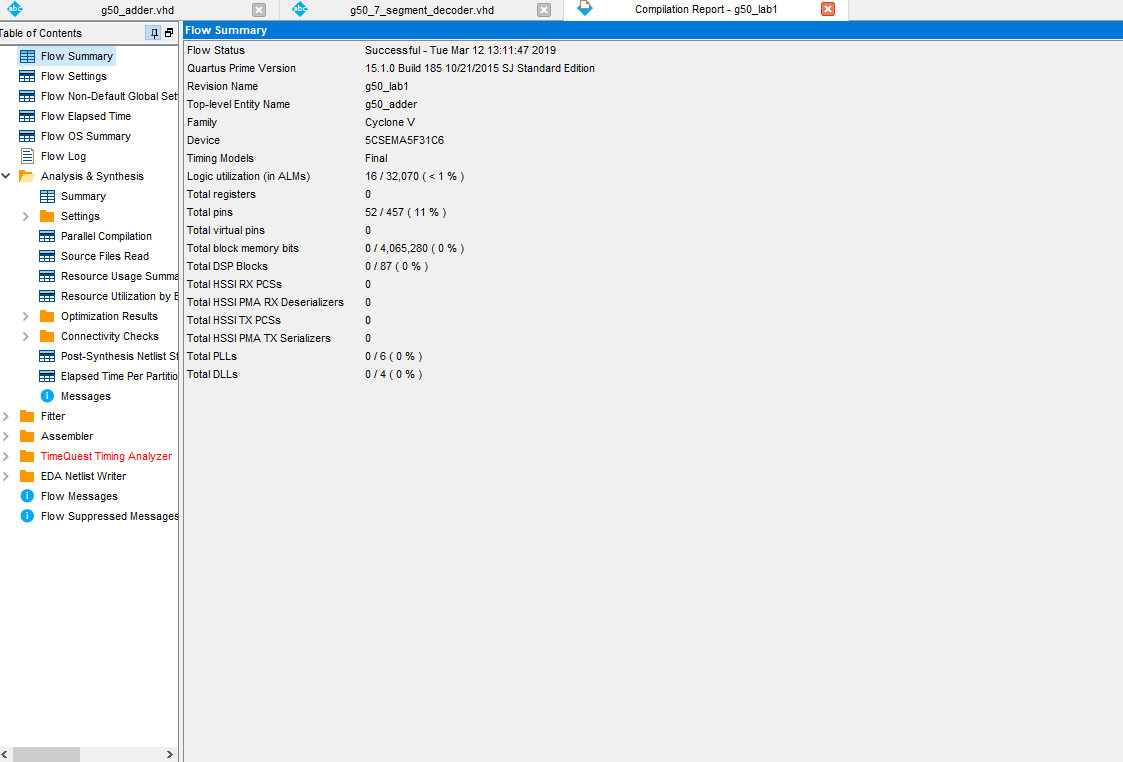 g50_adder.vhd
g50_7_segment_decoder.vhd
Compilation Report - g50_lab1
Table of Contents
Flow Summary
Flow Settings
Flow Non-Default Global Set
Flow Elapsed Time
Flow OS Summary
Flow Log
Analysis & Synthesis
Summary
Settings
Parallel Compilation
Source Files Read
Resource Usage Summa
Resource Utilization by E
Optimization Results
Connectivity Checks
Post-Synthesis Netlist St
Elapsed Time Per Partitio
Messages
Fitter
Assembler
TimeQuest Timing Analyzer
EDA Netlist Writer
Flow Messages
Flow Suppressed Messages
Flow Summary
Flow Status Successful - Tue Mar 12 13:11:47 2019
Quartus Prime Version 15.1.0 Build 185 10/21/2015 SJ Standard Edition
Revision Name g50_lab1
Top-level Entity Name g50_adder
Family Cyclone V
Device 5CSEMA5F31C6
Timing Models Final
Logic utilization (in ALMs) 16 / 32,070 ( < 1 % )
Total registers 0
Total pins 52 / 457 ( 11 % )
Total virtual pins 0
Total block memory bits 0 / 4,065,280 ( 0 % )
Total DSP Blocks 0 / 87 ( 0 % )
Total HSSI RX PCSs 0
Total HSSI PMA RX Deserializers 0
Total HSSI TX PCSs 0
Total HSSI PMA TX Serializers 0
Total PLLs 0 / 6 ( 0 % )
Total DLLs 0 / 4 ( 0 % )